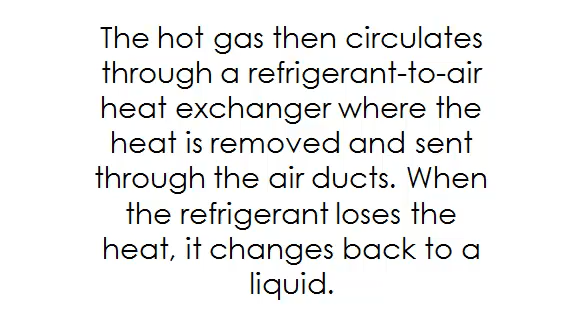 The hot gas then circulates
through a refrigerant-to-air
heat exchanger where the
heat is removed and sent
through the air ducts. When
the refrigerant loses the
heat, it changes back to a
liquid.